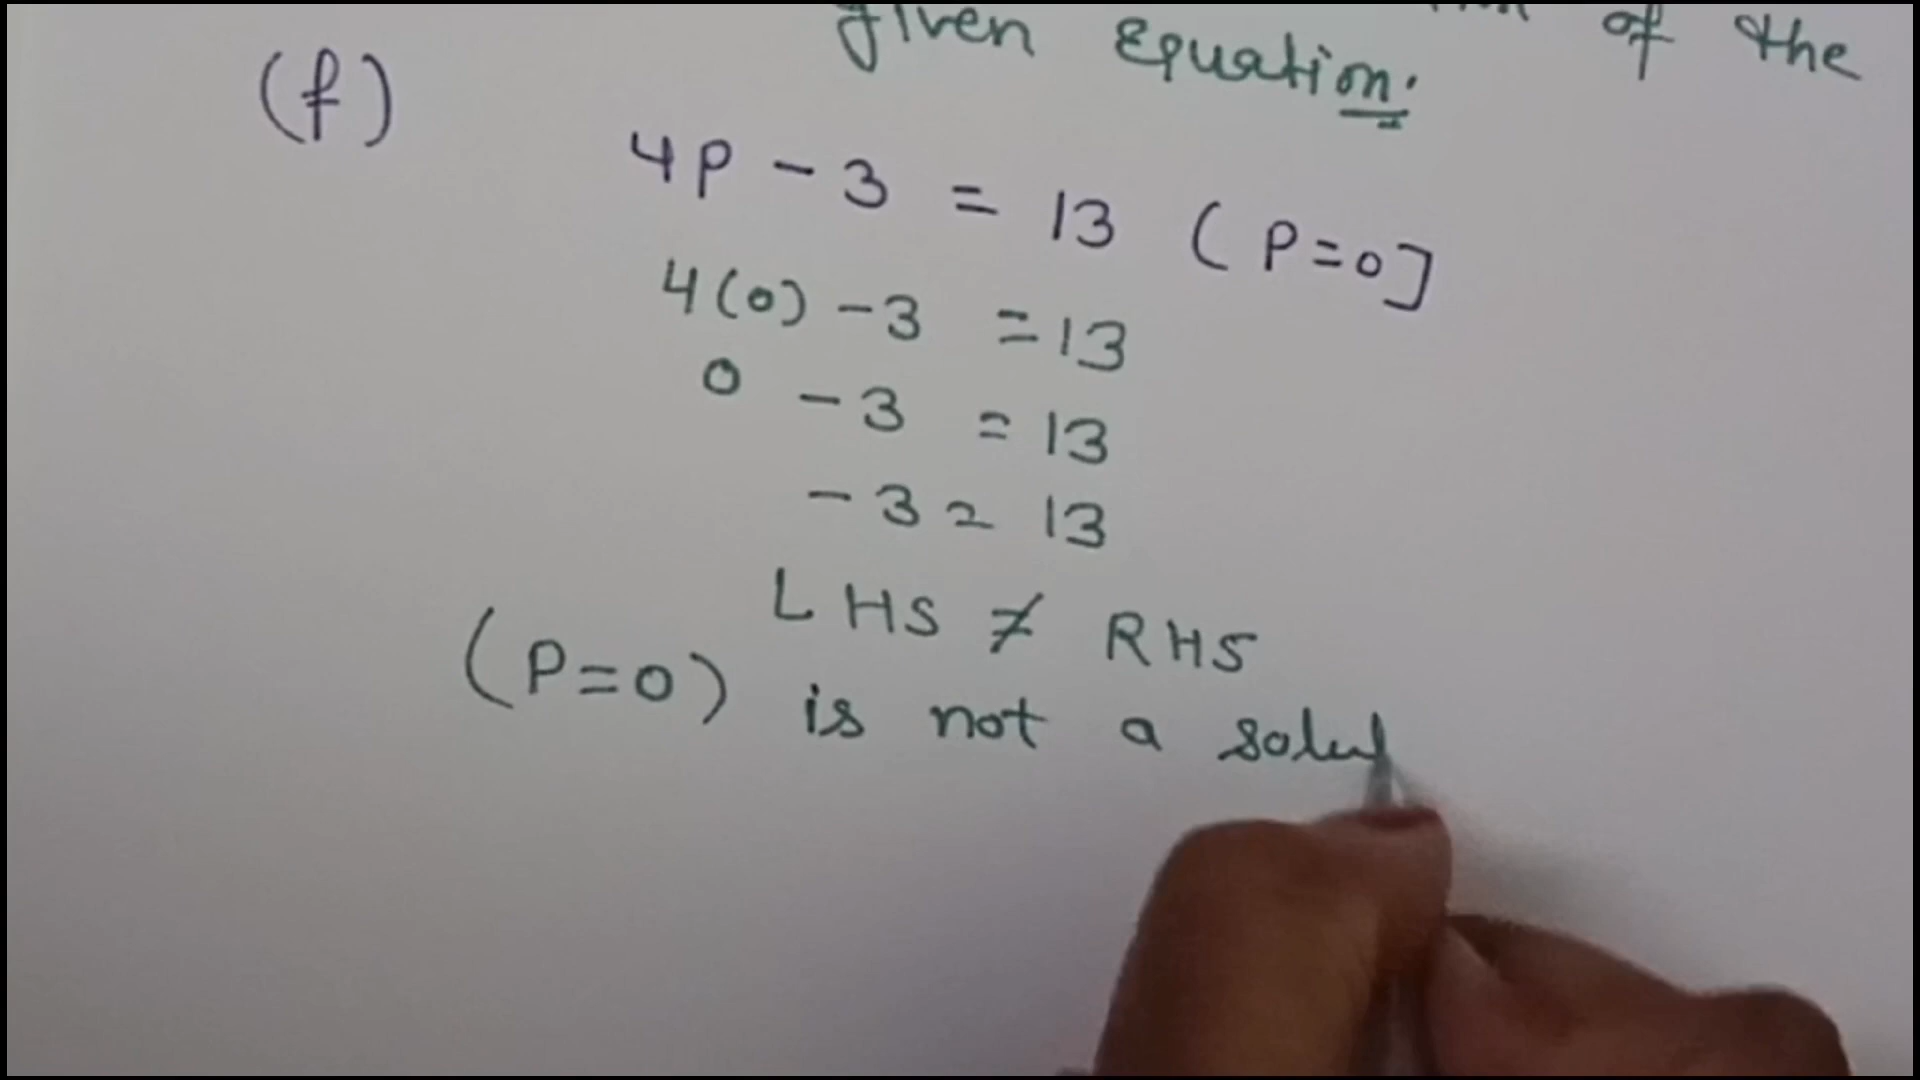 given Equation. of the
(f)
4p - 3 = 13 (P=0]
4(0) - 3 = 13
0 - 3 = 13
- 3 = 13
LHS ≠ RHS
(P=0) is not a solut